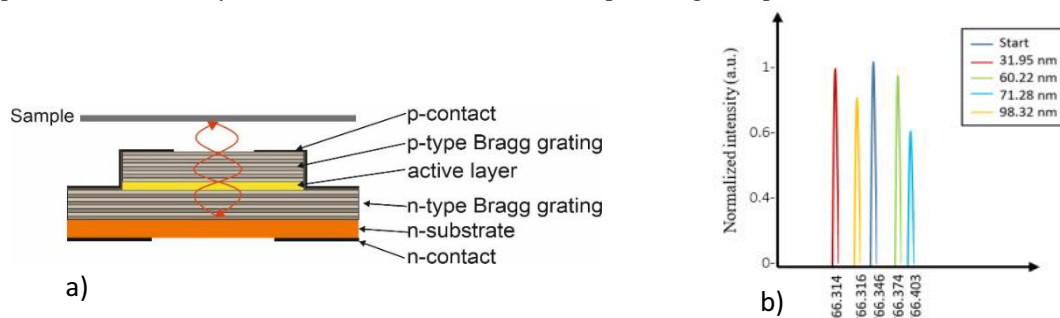 Sample
p-contact
p-type Bragg grating
active layer
n-type Bragg grating
n-substrate
n-contact
a)
Normalized intensity (a.u.)
1-
0.6-
0.4-
0-
66.314
66.316
66.346
66.374
66.403
Start
31.95 nm
60.22 nm
71.28 nm
98.32 nm
b)